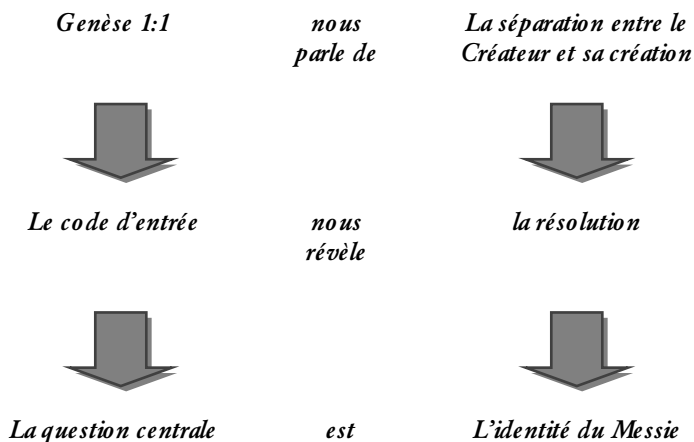 Genèse 1:1 nous La séparation entre le
parle de Créateur et sa création
Le code d'entrée nous la résolution
révèle
La question centrale est L'identité du Messie